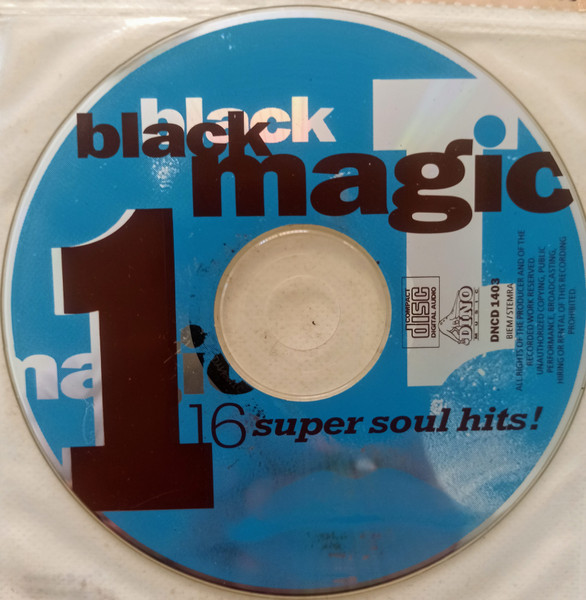 black
black
magic
1
magic
16 super soul hits!
COMPACT
disc
DIGITAL AUDIO
DINO
MUSIC
DNCD 1403
BIEM/STEMRA
ALL RIGHTS OF THE PRODUCER AND OF THE
RECORDED WORK RESERVED.
UNAUTHORIZED COPYING, PUBLIC
PERFORMANCE, BROADCASTING,
HIRING OR RENTAL OF THIS RECORDING
PROHIBITED.